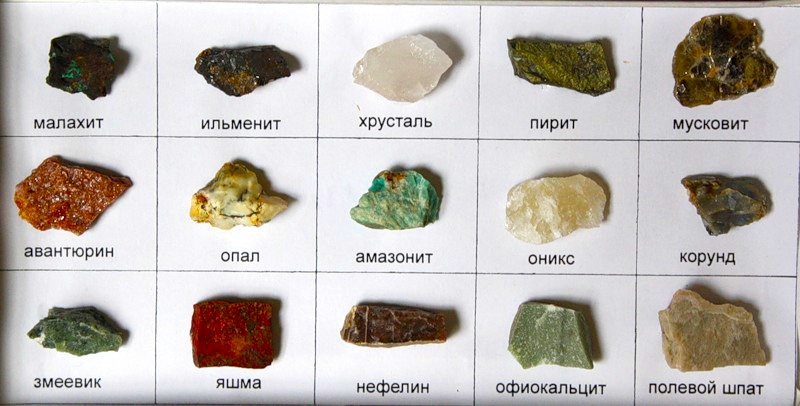 малахит
ильменит
хрусталь
пирит
мусковит
авантюрин
опал
амазонит
оникс
корунд
змеевик
яшма
нефелин
офиокальцит
полевой шпат